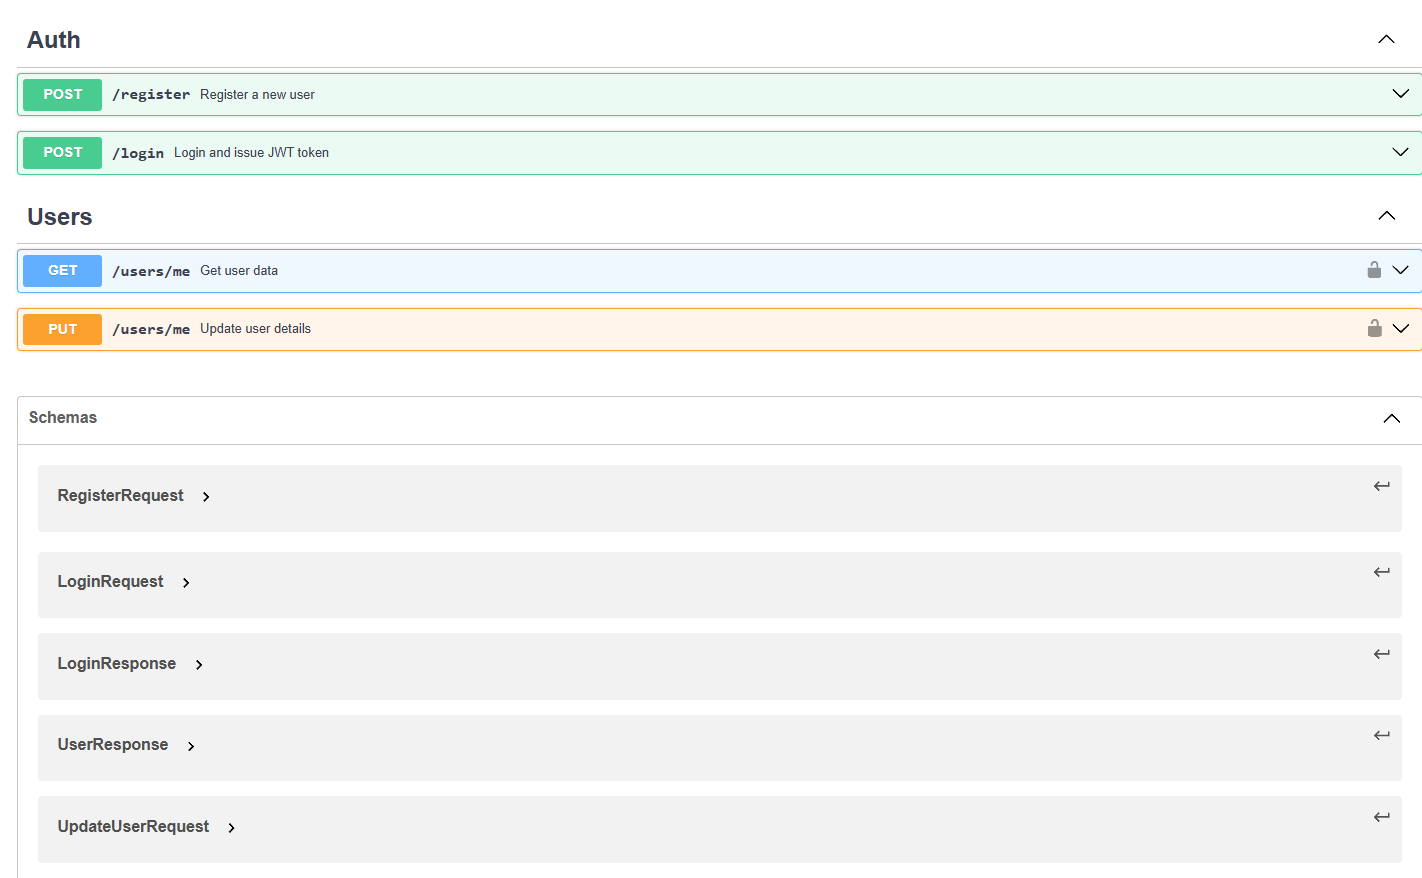 Auth
POST /register Register a new user
POST /login Login and issue JWT token
Users
GET /users/me Get user data
PUT /users/me Update user details
Schemas
RegisterRequest
LoginRequest
LoginResponse
UserResponse
UpdateUserRequest